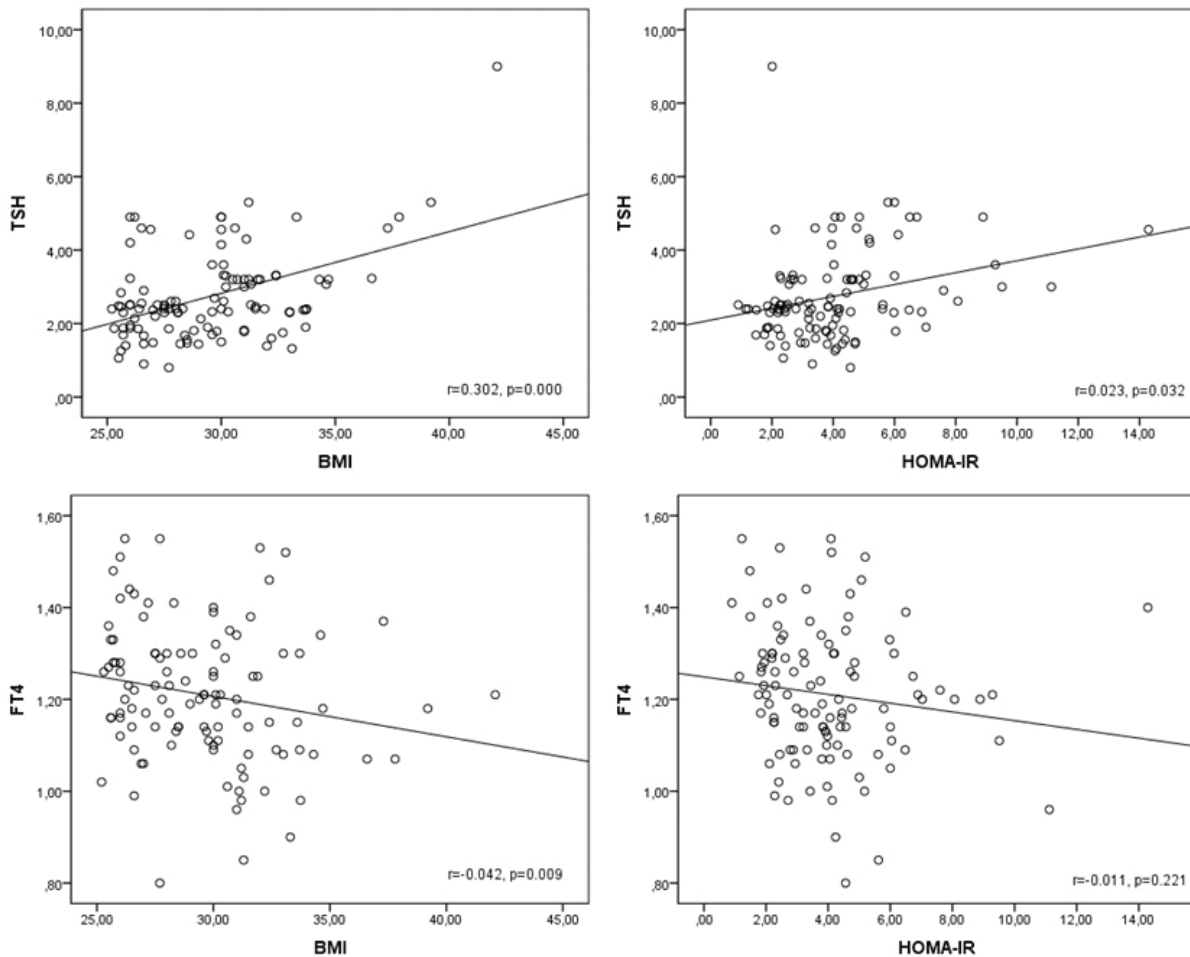 10,00
8,00
6,00
4,00
2,00
,00
TSH
r=0.302, p=0.000
25,00 30,00 35,00 40,00 45,00
BMI
10,00
8,00
6,00
4,00
2,00
,00
TSH
r=0.023, p=0.032
,00 2,00 4,00 6,00 8,00 10,00 12,00 14,00
HOMA-IR
1,60
1,40
1,20
1,00
,80
FT4
r=-0.042, p=0.009
25,00 30,00 35,00 40,00 45,00
BMI
1,60
1,40
1,20
1,00
,80
FT4
r=-0.011, p=0.221
,00 2,00 4,00 6,00 8,00 10,00 12,00 14,00
HOMA-IR